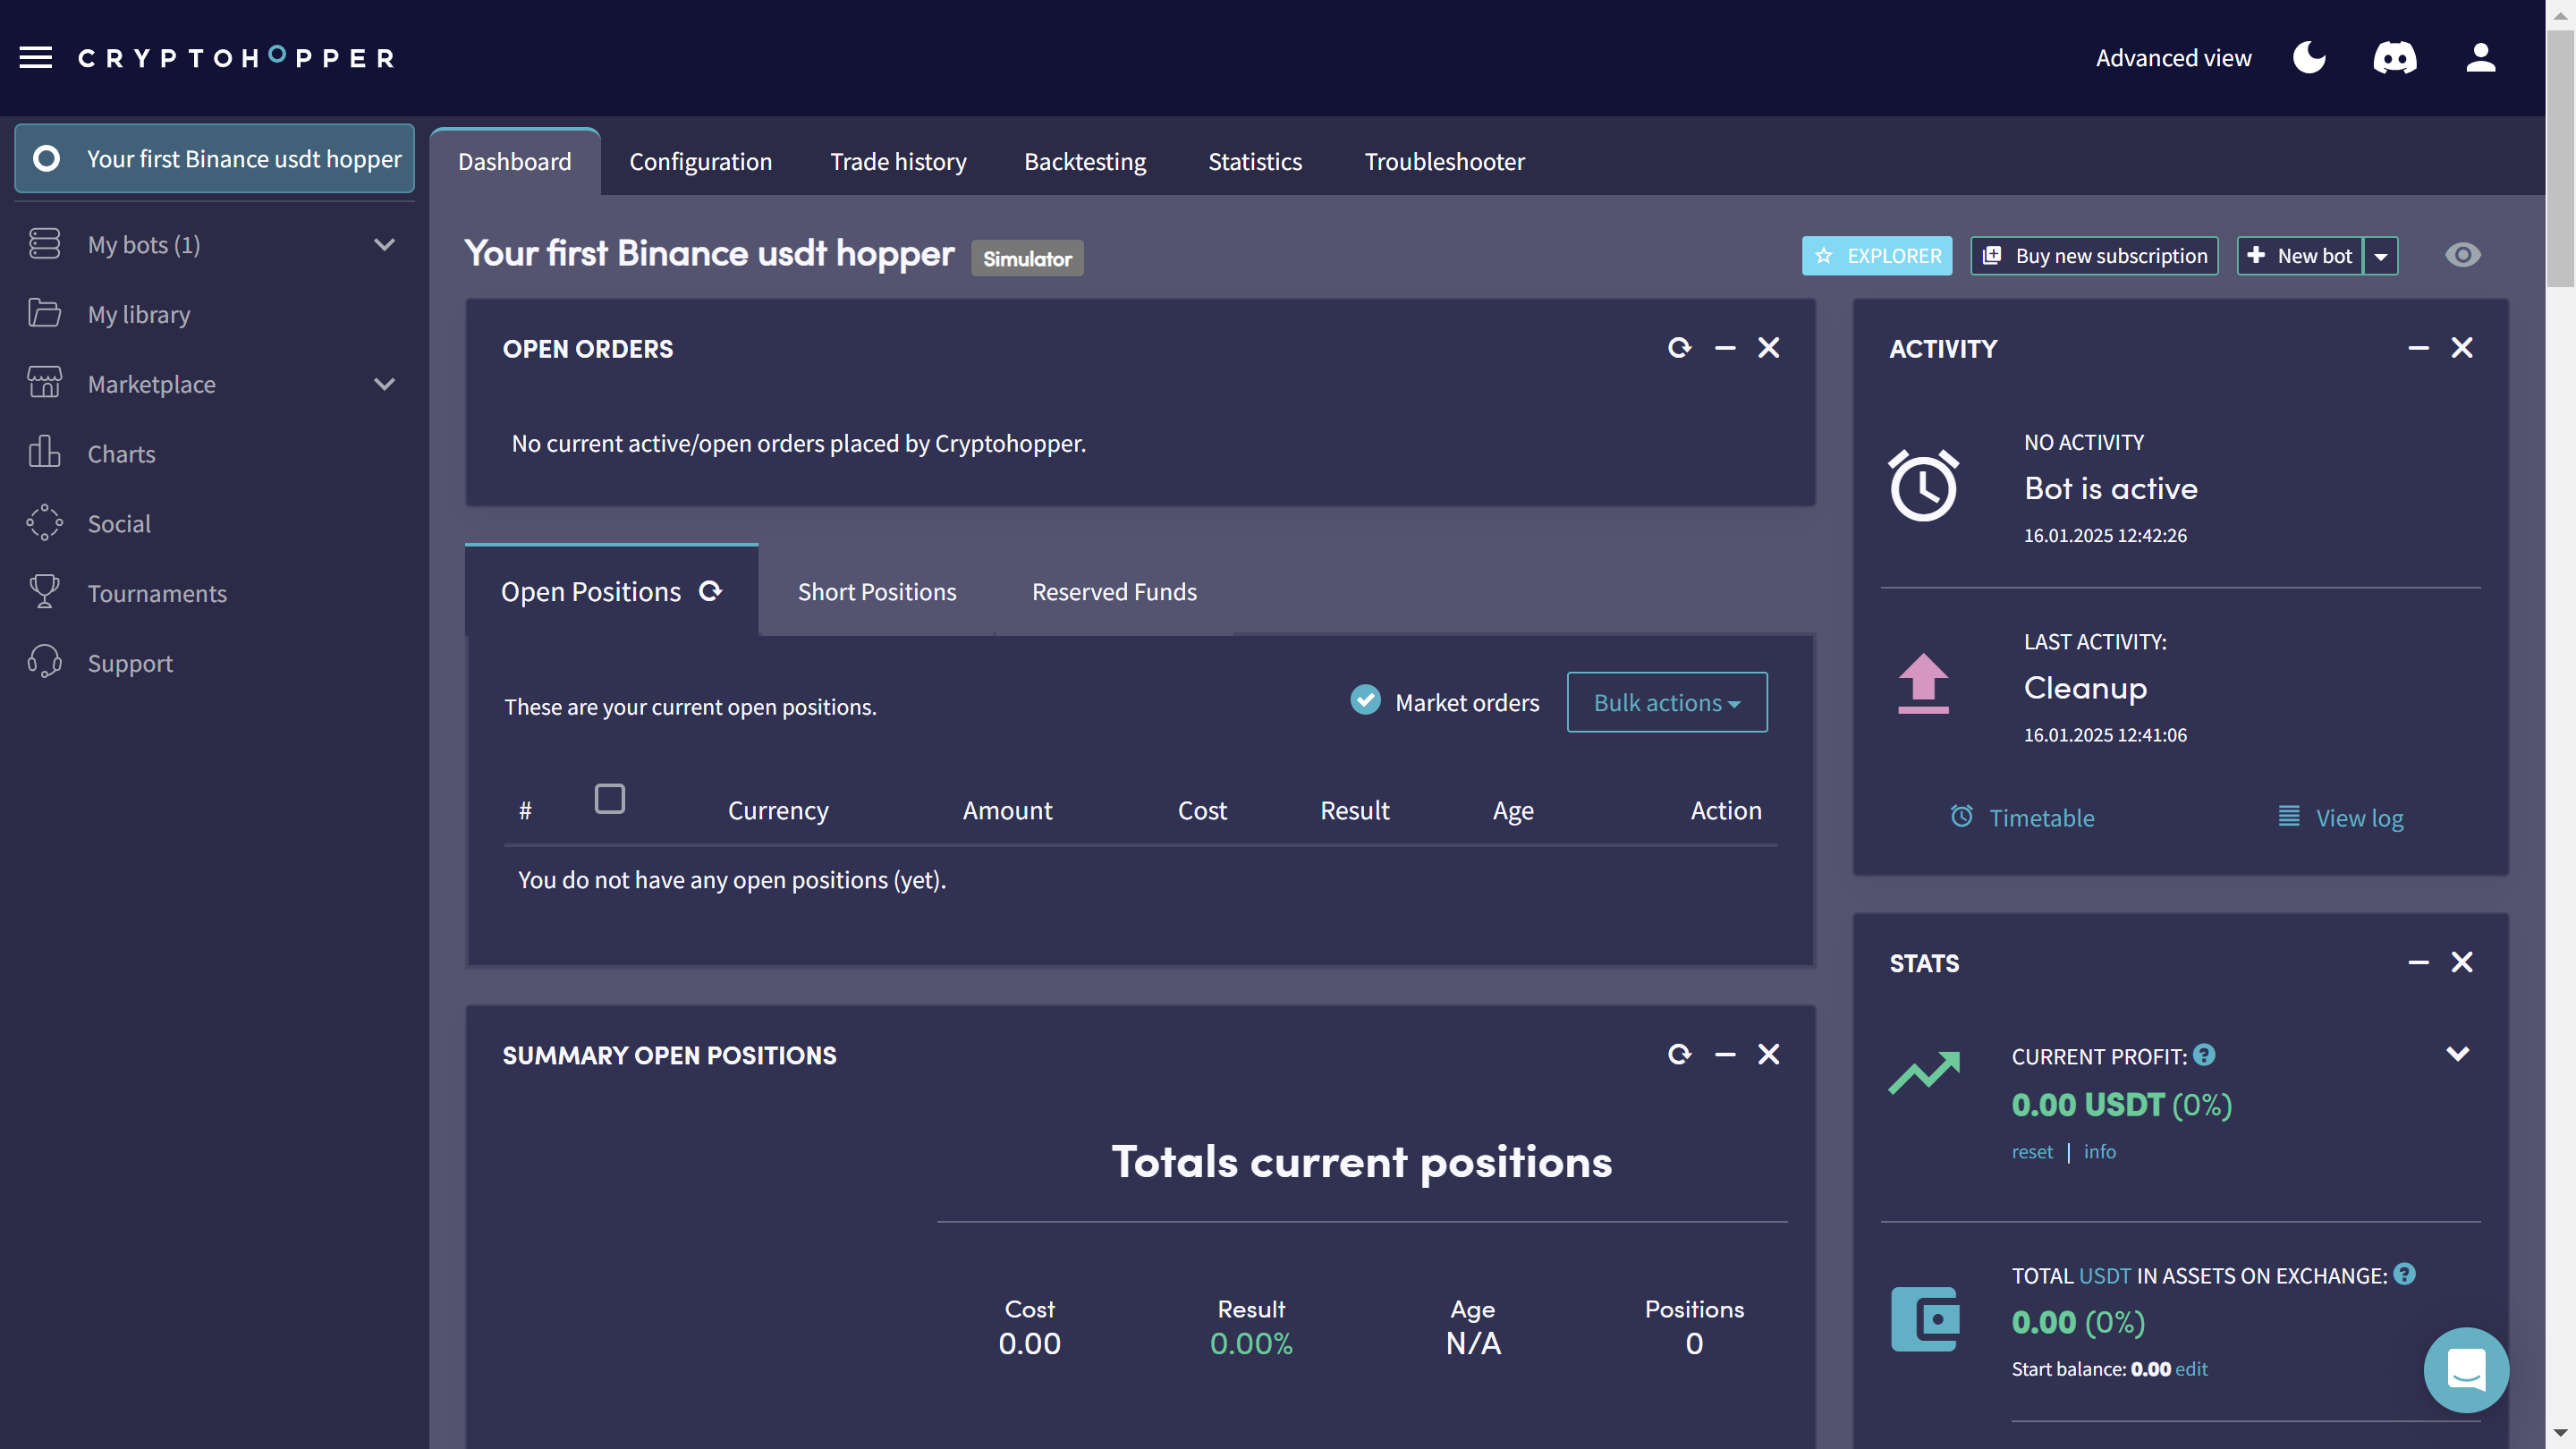 CRYPTOHOPPER
Advanced view
Your first Binance usdt hopper
My bots (1)
My library
Marketplace
Charts
Social
Tournaments
Support
Dashboard
Configuration
Trade history
Backtesting
Statistics
Troubleshooter
Your first Binance usdt hopper
Simulator
EXPLORER
Buy new subscription
New bot
OPEN ORDERS
No current active/open orders placed by Cryptohopper.
Open Positions
Short Positions
Reserved Funds
These are your current open positions.
Market orders
Bulk actions
# Currency Amount Cost Result Age Action
You do not have any open positions (yet).
SUMMARY OPEN POSITIONS
Totals current positions
Cost Result Age Positions
0.00 0.00% N/A 0
ACTIVITY
NO ACTIVITY
Bot is active
16.01.2025 12:42:26
LAST ACTIVITY:
Cleanup
16.01.2025 12:41:06
Timetable
View log
STATS
CURRENT PROFIT: ?
0.00 USDT (0%)
reset | info
TOTAL USDT IN ASSETS ON EXCHANGE: ?
0.00 (0%)
Start balance: 0.00 edit